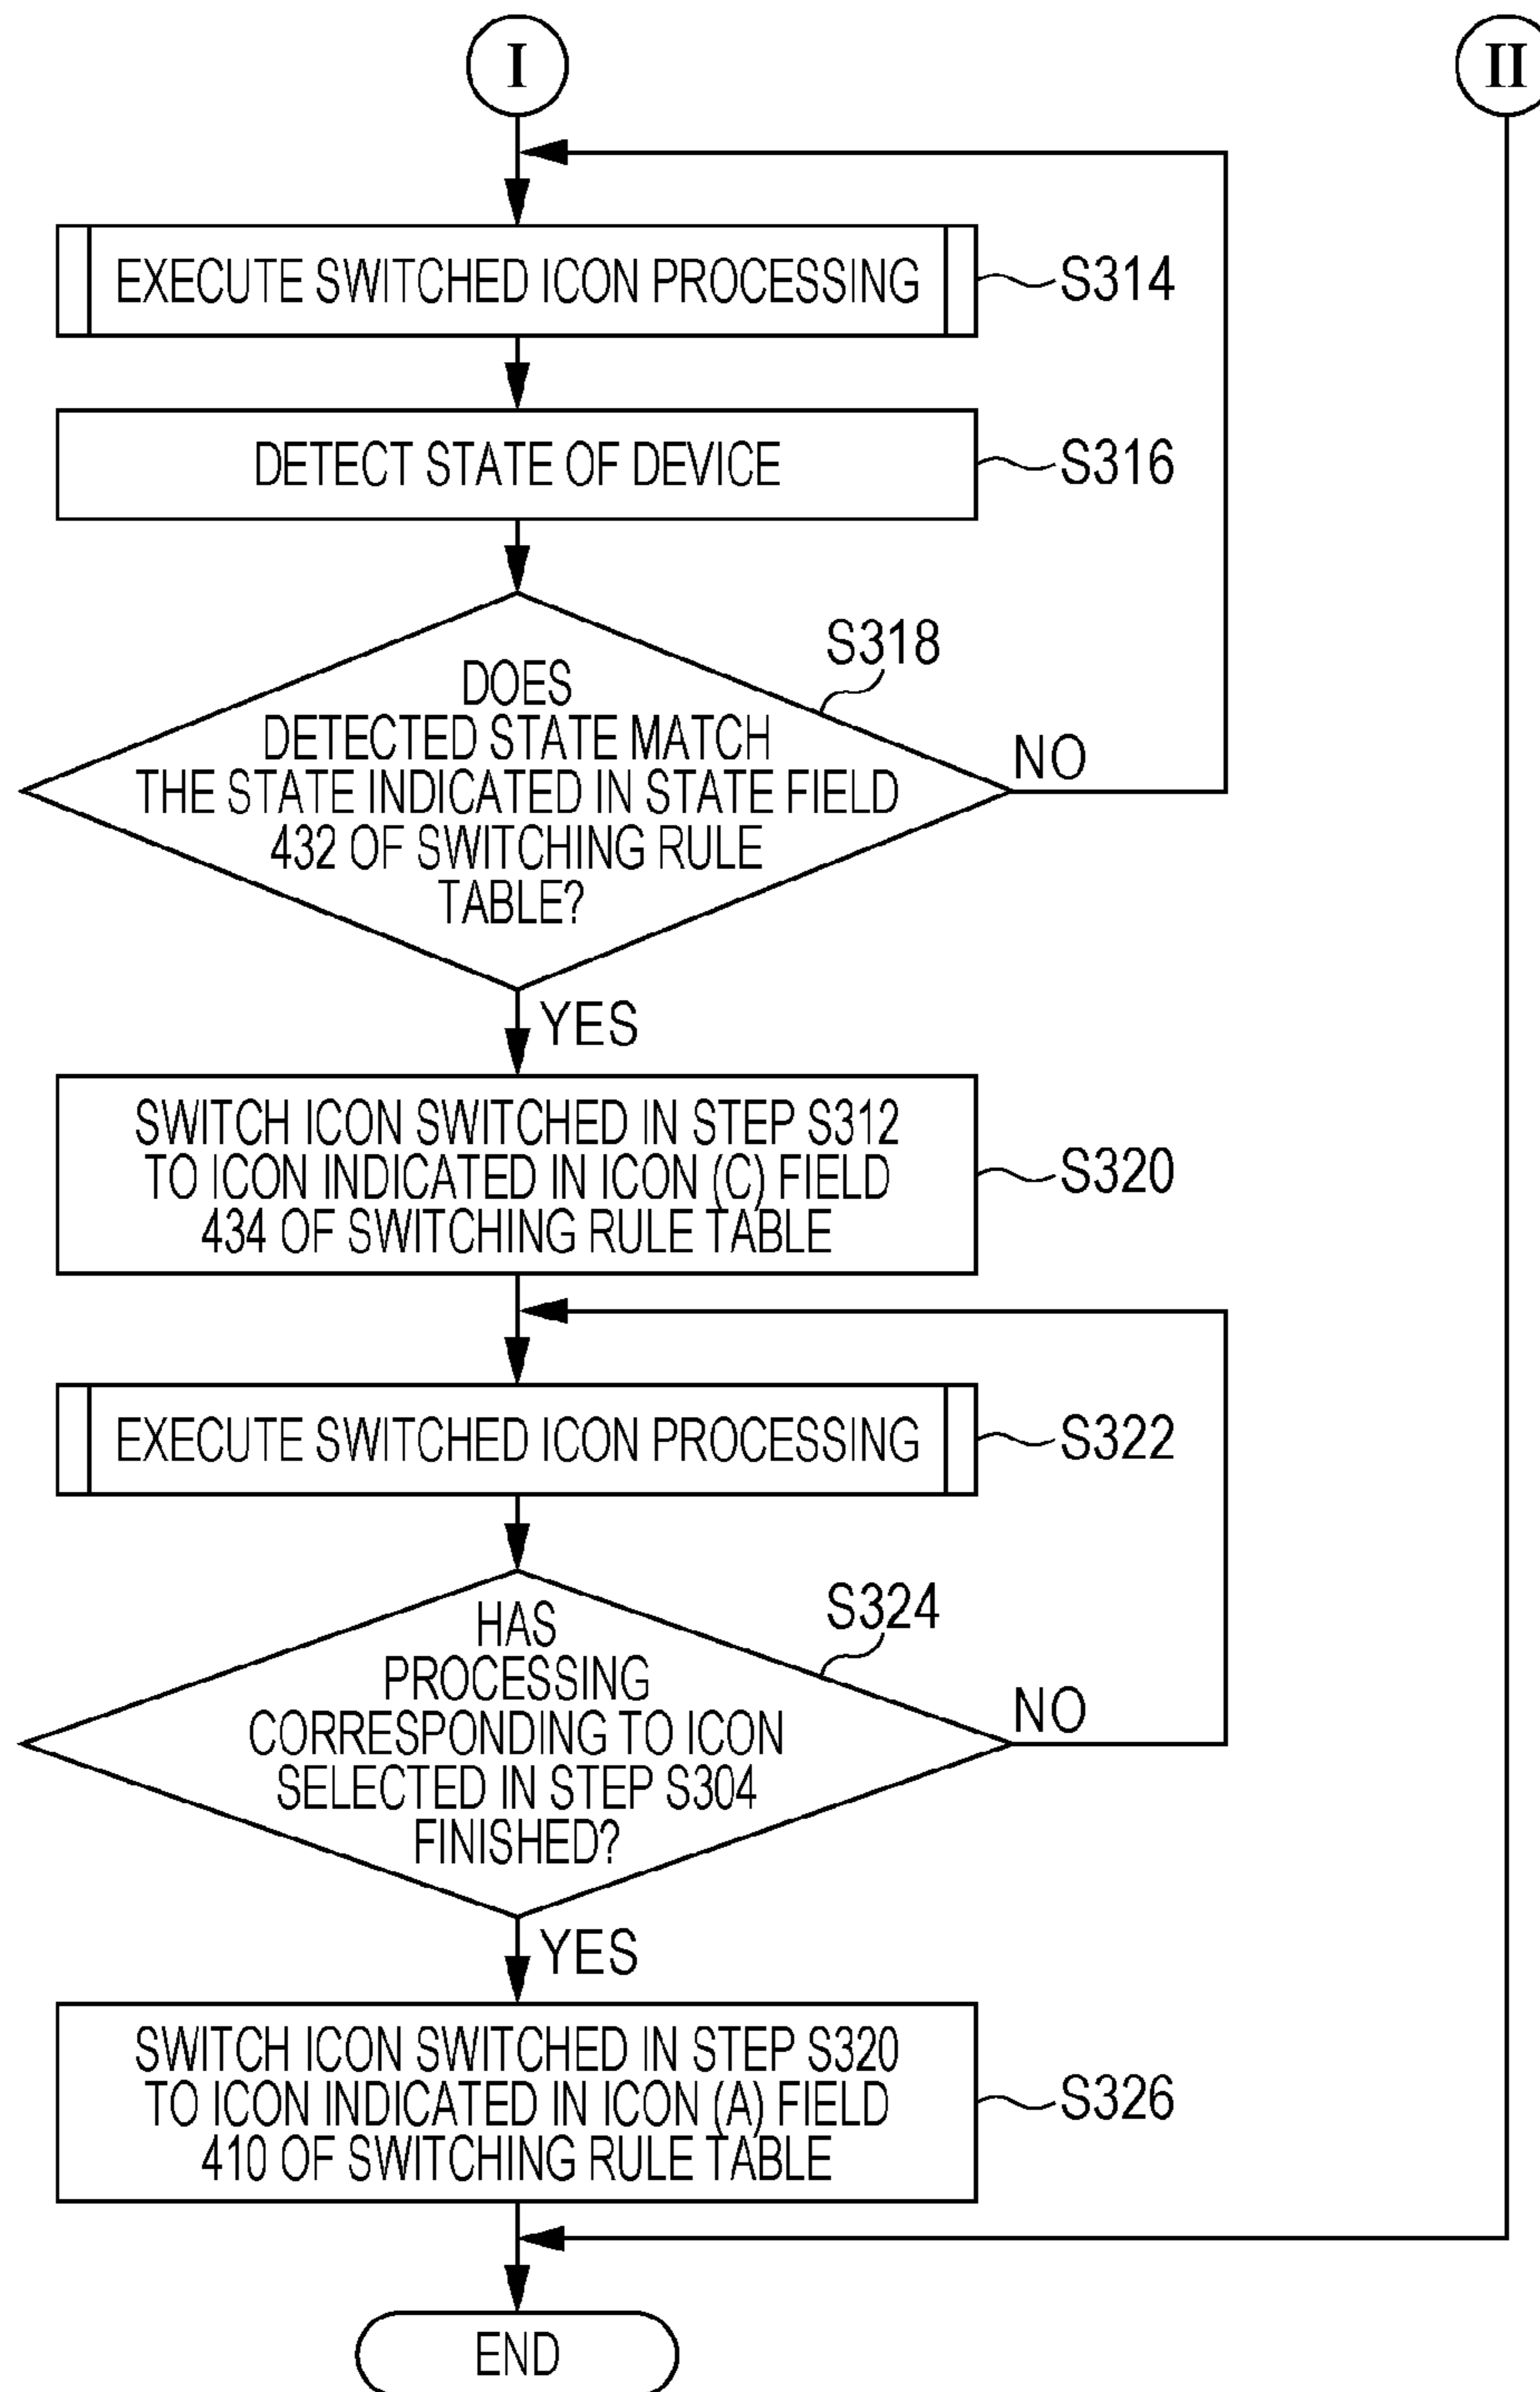 I
II
EXECUTE SWITCHED ICON PROCESSING
S314
DETECT STATE OF DEVICE
S316
S318
DOES
DETECTED STATE MATCH
THE STATE INDICATED IN STATE FIELD
432 OF SWITCHING RULE
TABLE?
NO
YES
SWITCH ICON SWITCHED IN STEP S312
TO ICON INDICATED IN ICON (C) FIELD
434 OF SWITCHING RULE TABLE
S320
EXECUTE SWITCHED ICON PROCESSING
S322
S324
HAS
PROCESSING
CORRESPONDING TO ICON
SELECTED IN STEP S304
FINISHED?
NO
YES
SWITCH ICON SWITCHED IN STEP S320
TO ICON INDICATED IN ICON (A) FIELD
410 OF SWITCHING RULE TABLE
S326
END